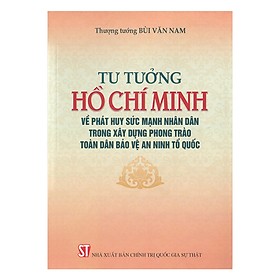 Thượng tướng BÙI VĂN NAM
TƯ TƯỞNG
HỒ CHÍ MINH
VỀ PHÁT HUY SỨC MẠNH NHÂN DÂN
TRONG XÂY DỰNG PHONG TRÀO
TOÀN DÂN BẢO VỆ AN NINH TỔ QUỐC
ST
NHÀ XUẤT BẢN CHÍNH TRỊ QUỐC GIA SỰ THẬT